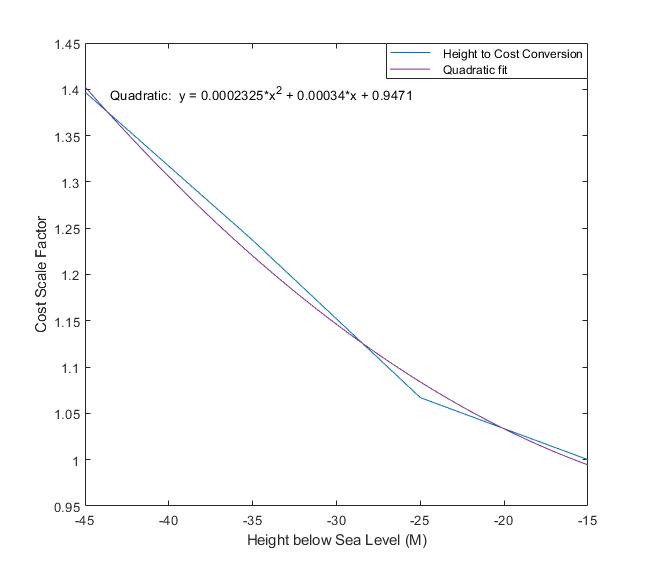 1.45
Height to Cost Conversion
Quadratic fit
1.4
Quadratic: y = 0.0002325*x² + 0.00034*x + 0.9471
1.35
1.3
1.25
1.2
1.15
1.1
1.05
1
0.95
Cost Scale Factor
-45 -40 -35 -30 -25 -20 -15
Height below Sea Level (M)